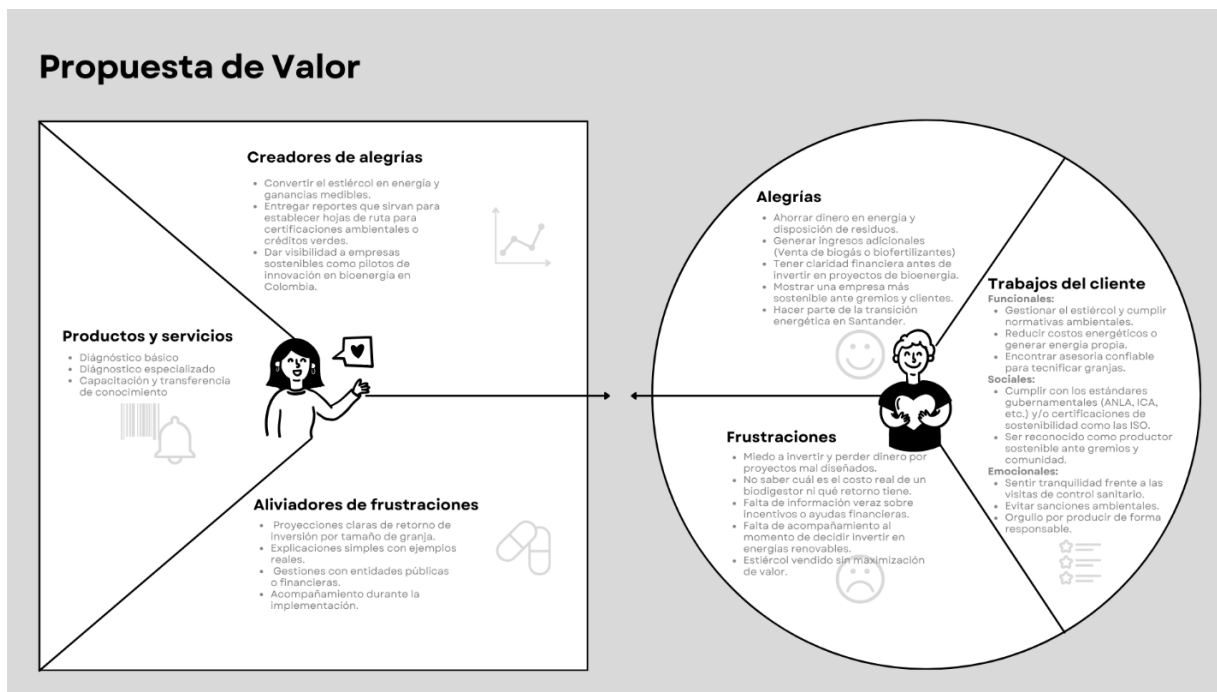 Propuesta de Valor
Creadores de alegrías
• Convertir el estiércol en energía y
ganancias medibles.
• Entregar reportes que sirvan para
establecer hojas de ruta para
certificaciones ambientales o
créditos verdes.
• Dar visibilidad a empresas
sostenibles como pilotos de
innovación en bioenergía en
Colombia.
Productos y servicios
• Diágnóstico básico
• Díagnostico especializado
• Capacitación y transferencia
de conocimiento
Aliviadores de frustraciones
• Proyecciones claras de retorno de
inversión por tamaño de granja.
• Explicaciones simples con ejemplos
reales.
• Gestiones con entidades públicas
o financieras.
• Acompañamiento durante la
implementación.
Alegrías
• Ahorrar dinero en energía y
disposición de residuos.
• Generar ingresos adicionales
(Venta de biogás o biofertilizantes)
• Tener claridad financiera antes de
invertir en proyectos de bioenergía.
• Mostrar una empresa más
sostenible ante gremios y clientes.
• Hacer parte de la transición
energética en Santander.
Frustraciones
• Miedo a invertir y perder dinero por
proyectos mal diseñados.
• No saber cuál es el costo real de un
biodigestor ni qué retorno tiene.
• Falta de información veraz sobre
incentivos o ayudas financieras.
• Falta de acompañamiento al
momento de decidir invertir en
energías renovables.
• Estiércol vendido sin maximización
de valor.
Trabajos del cliente
Funcionales:
• Gestionar el estiércol y cumplir
normativas ambientales.
• Reducir costos energéticos o
generar energía propia.
• Encontrar asesoría confiable
para tecnificar granjas.
Sociales:
• Cumplir con los estándares
gubernamentales (ANLA, ICA,
etc.) y/o certificaciones de
sostenibilidad como las ISO.
• Ser reconocido como productor
sostenible ante gremios y
comunidad.
Emocionales:
• Sentir tranquilidad frente a las
visitas de control sanitario.
• Evitar sanciones ambientales.
• Orgullo por producir de forma
responsable.